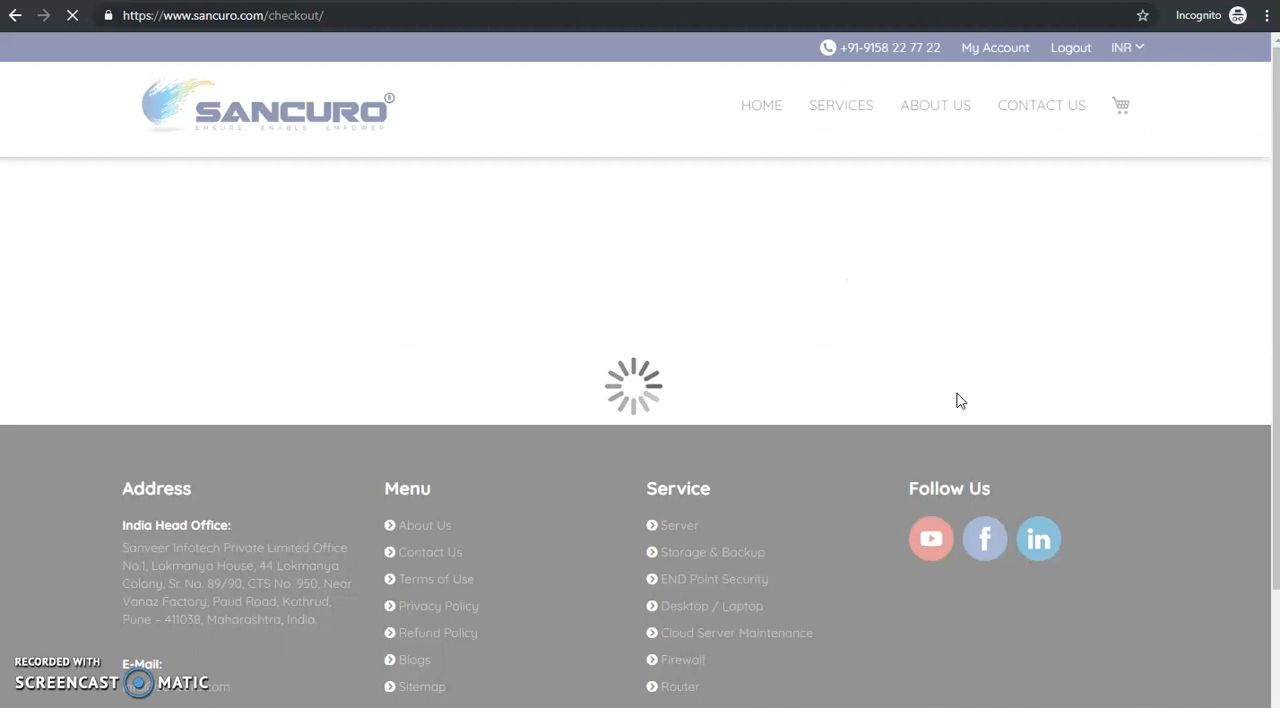 https://www.sancuro.com/checkout/
Incognito
+91-9158 22 77 22
My Account
Logout
INR
SANCURO®
ENSURE. ENABLE. EMPOWER
HOME
SERVICES
ABOUT US
CONTACT US
Address
India Head Office:
Sanveer Infotech Private Limited Office
No.1, Lokmanya House, 44 Lokmanya
Colony, Sr. No. 89/90, CTS No. 950, Near
Vanaz Factory, Paud Road, Kothrud,
Pune – 411038, Maharashtra, India.
E-Mail:
Menu
About Us
Contact Us
Terms of Use
Privacy Policy
Refund Policy
Blogs
Sitemap
Service
Server
Storage & Backup
END Point Security
Desktop / Laptop
Cloud Server Maintenance
Firewall
Router
Follow Us
f
in
RECORDED WITH
SCREENCAST MATIC